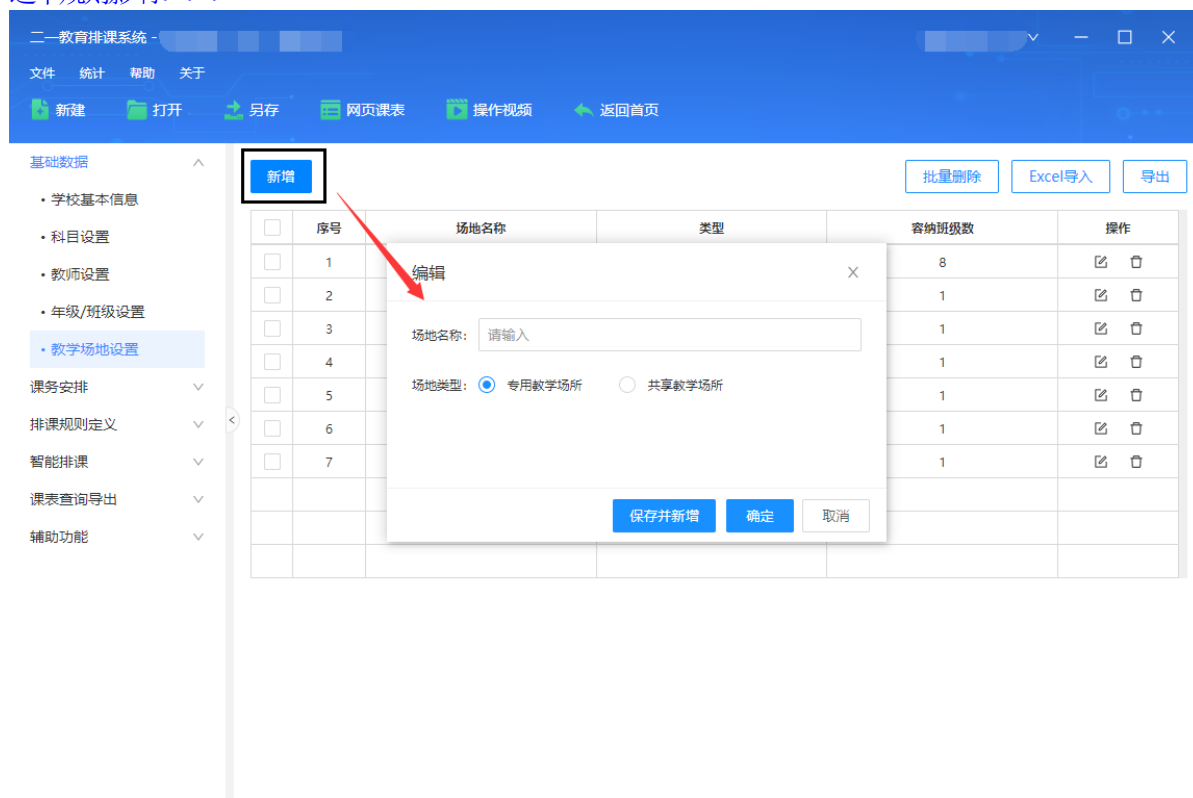 二一教育排课系统 -
文件 统计 帮助 关于
新建 打开 另存 网页课表 操作视频 返回首页
基础数据
• 学校基本信息
• 科目设置
• 教师设置
• 年级/班级设置
• 教学场地设置
课务安排
排课规则定义
智能排课
课表查询导出
辅助功能
新增 批量删除 Excel导入 导出
序号 场地名称 类型 容纳班级数 操作
1 8
2 1
3 1
4 1
5 1
6 1
7 1
编辑
场地名称: 请输入
场地类型: 专用教学场所 共享教学场所
保存并新增 确定 取消